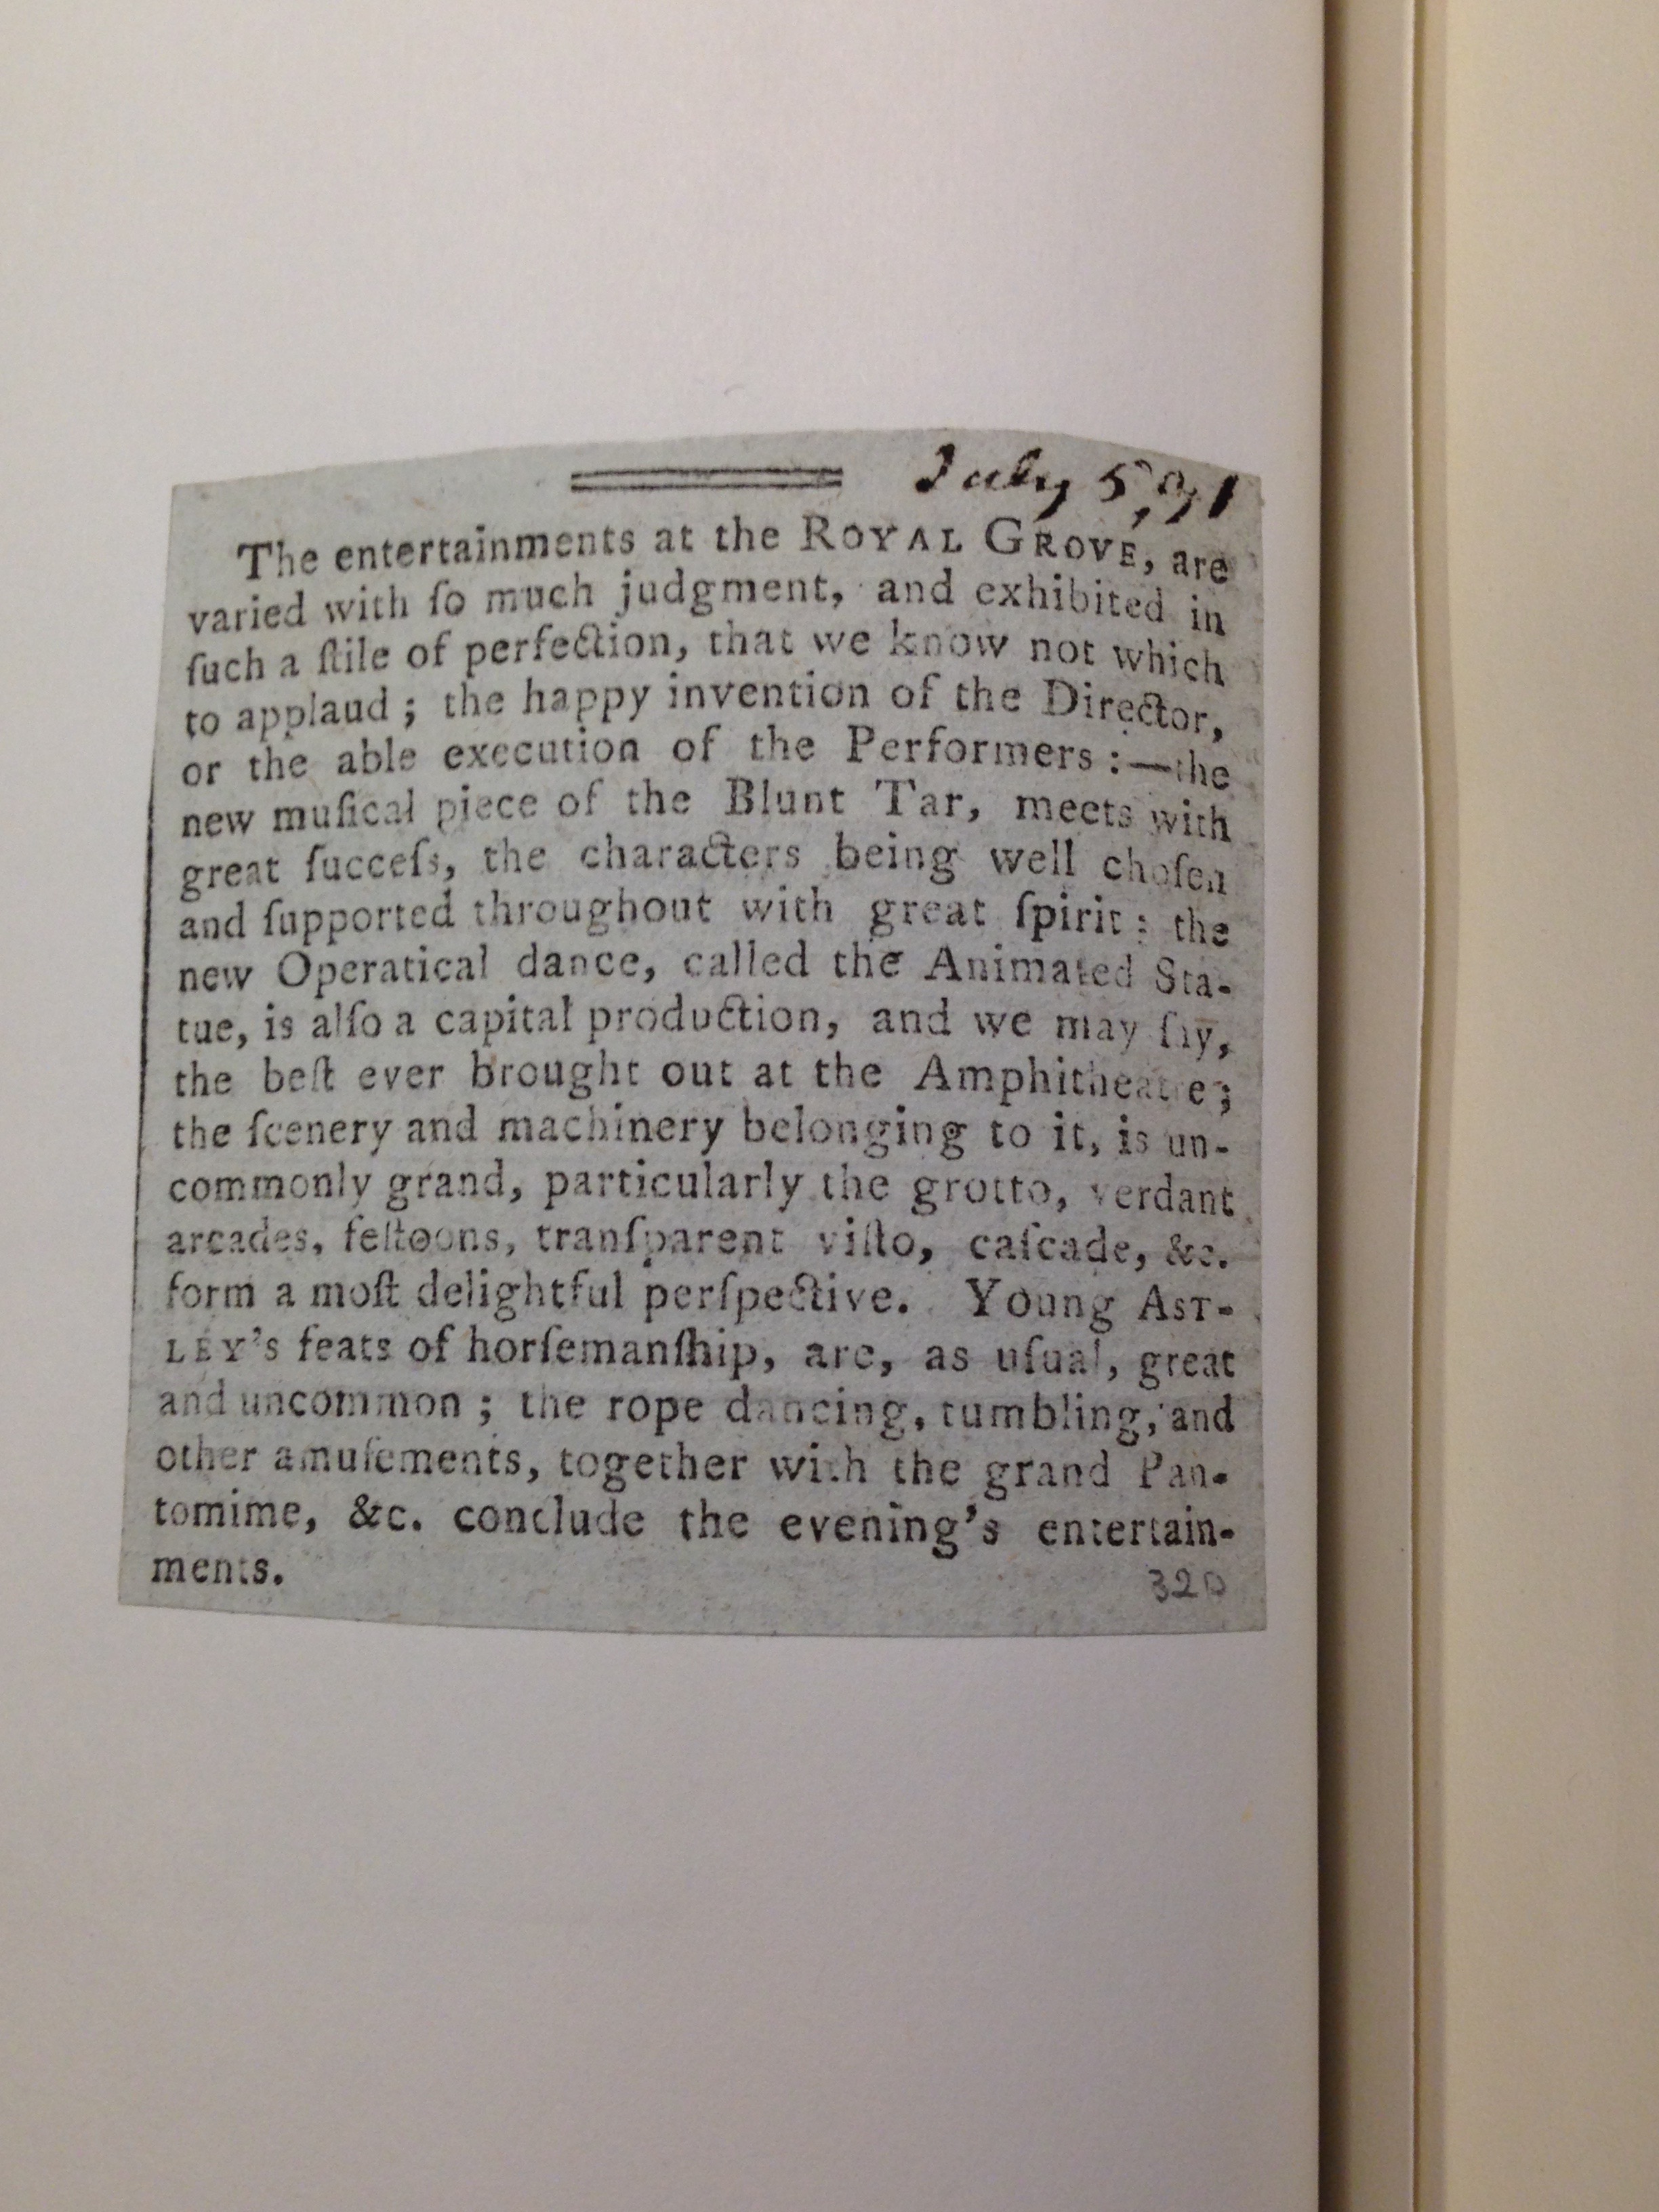 July 5, 91
The entertainments at the ROYAL GROVE, are
varied with ſo much judgment, and exhibited in
ſuch a ſtile of perfection, that we know not which
to applaud; the happy invention of the Director,
or the able execution of the Performers:—the
new muſical piece of the Blunt Tar, meets with
great ſucceſs, the characters being well choſen
and ſupported throughout with great ſpirit: the
new Operatical dance, called the Animated Sta-
tue, is alſo a capital production, and we may ſay,
the beſt ever brought out at the Amphitheatre;
the ſcenery and machinery belonging to it, is un-
commonly grand, particularly the grotto, verdant
arcades, feſtoons, tranſparent viſto, caſcade, &c.
form a moſt delightful perſpective. Young AST-
LEY's feats of horſemanſhip, are, as uſual, great
and uncommon; the rope dancing, tumbling, and
other amuſements, together with the grand Pan-
tomime, &c. conclude the evening's entertain-
ments.
320